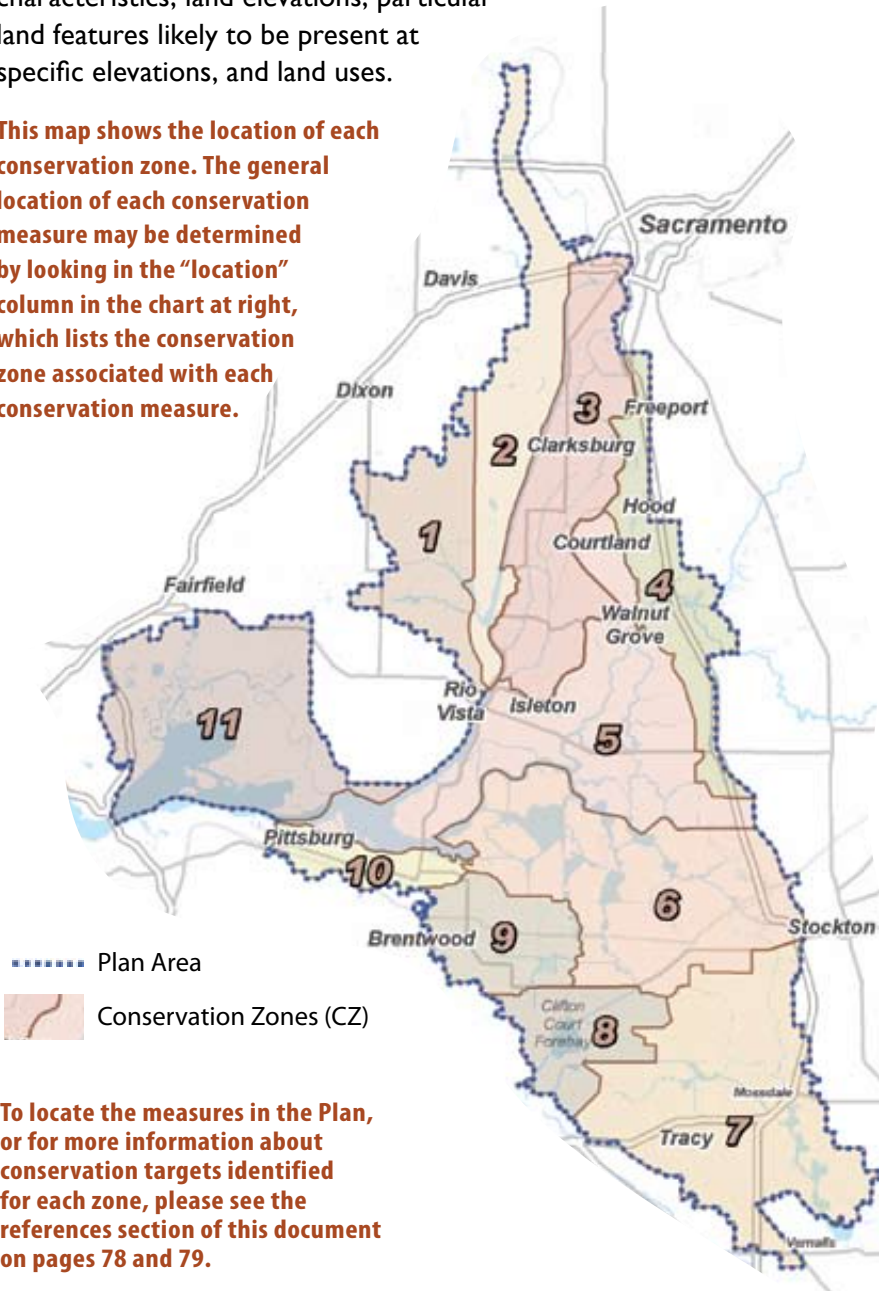 characteristics, land elevations, particular
land features likely to be present at
specific elevations, and land uses.
This map shows the location of each
conservation zone. The general
location of each conservation
measure may be determined
by looking in the “location”
column in the chart at right,
which lists the conservation
zone associated with each
conservation measure.
Sacramento
Davis
Dixon
3
Freeport
2
Clarksburg
Hood
1
Courtland
Fairfield
4
Walnut
Grove
Rio
Vista
Isleton
11
5
Pittsburg
10
6
Brentwood
9
Stockton
Plan Area
Conservation Zones (CZ)
Clifton
Court
Forebay
8
Mossdale
Tracy
7
Vernalis
To locate the measures in the Plan,
or for more information about
conservation targets identified
for each zone, please see the
references section of this document
on pages 78 and 79.